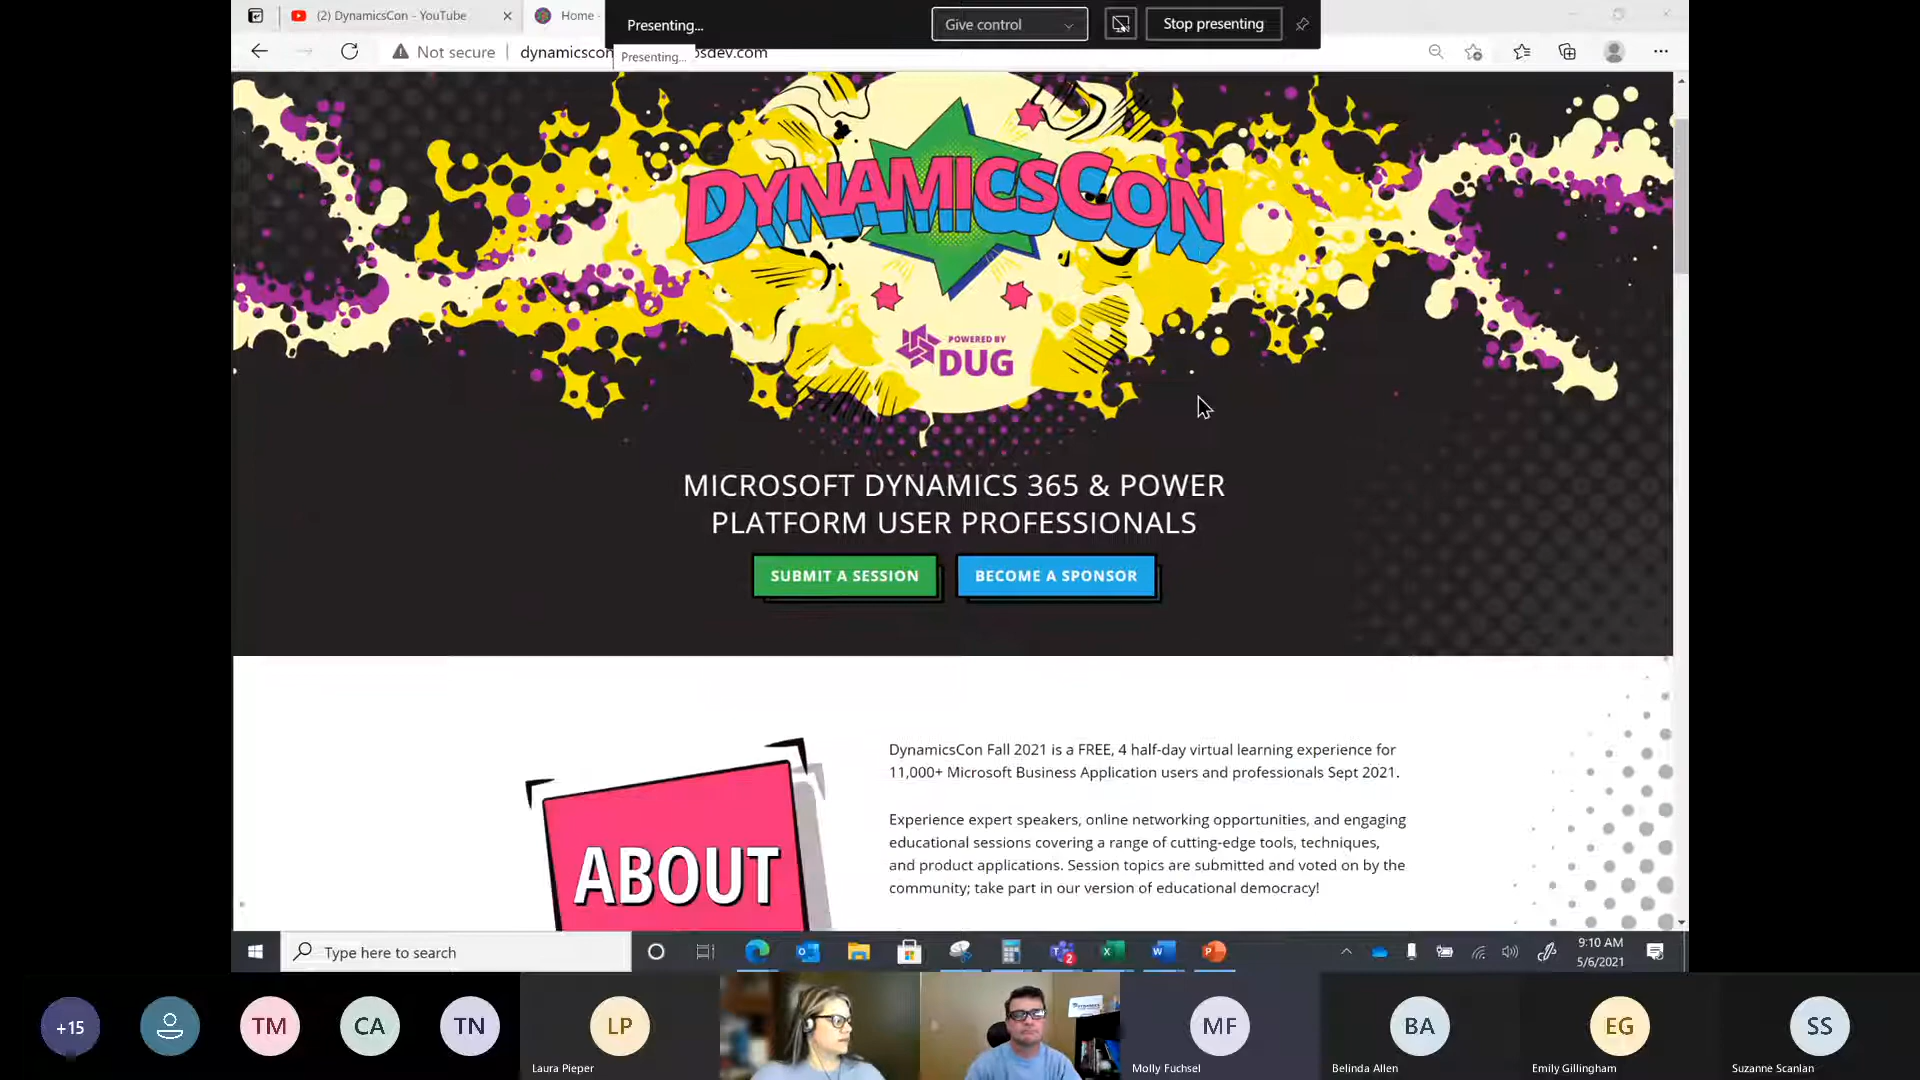 (2) DynamicsCon - YouTube
Home -
Presenting...
Give control
Stop presenting
Not secure
dynamicscon
Presenting...
osdev.com
DYNAMICSCON
POWERED BY
DUG
MICROSOFT DYNAMICS 365 & POWER
PLATFORM USER PROFESSIONALS
SUBMIT A SESSION
BECOME A SPONSOR
ABOUT
DynamicsCon Fall 2021 is a FREE, 4 half-day virtual learning experience for
11,000+ Microsoft Business Application users and professionals Sept 2021.
Experience expert speakers, online networking opportunities, and engaging
educational sessions covering a range of cutting-edge tools, techniques,
and product applications. Session topics are submitted and voted on by the
community; take part in our version of educational democracy!
Type here to search
2
9:10 AM
5/6/2021
+15
TM
CA
TN
LP
MF
BA
EG
SS
Laura Pieper
Molly Fuchsel
Belinda Allen
Emily Gillingham
Suzanne Scanlan